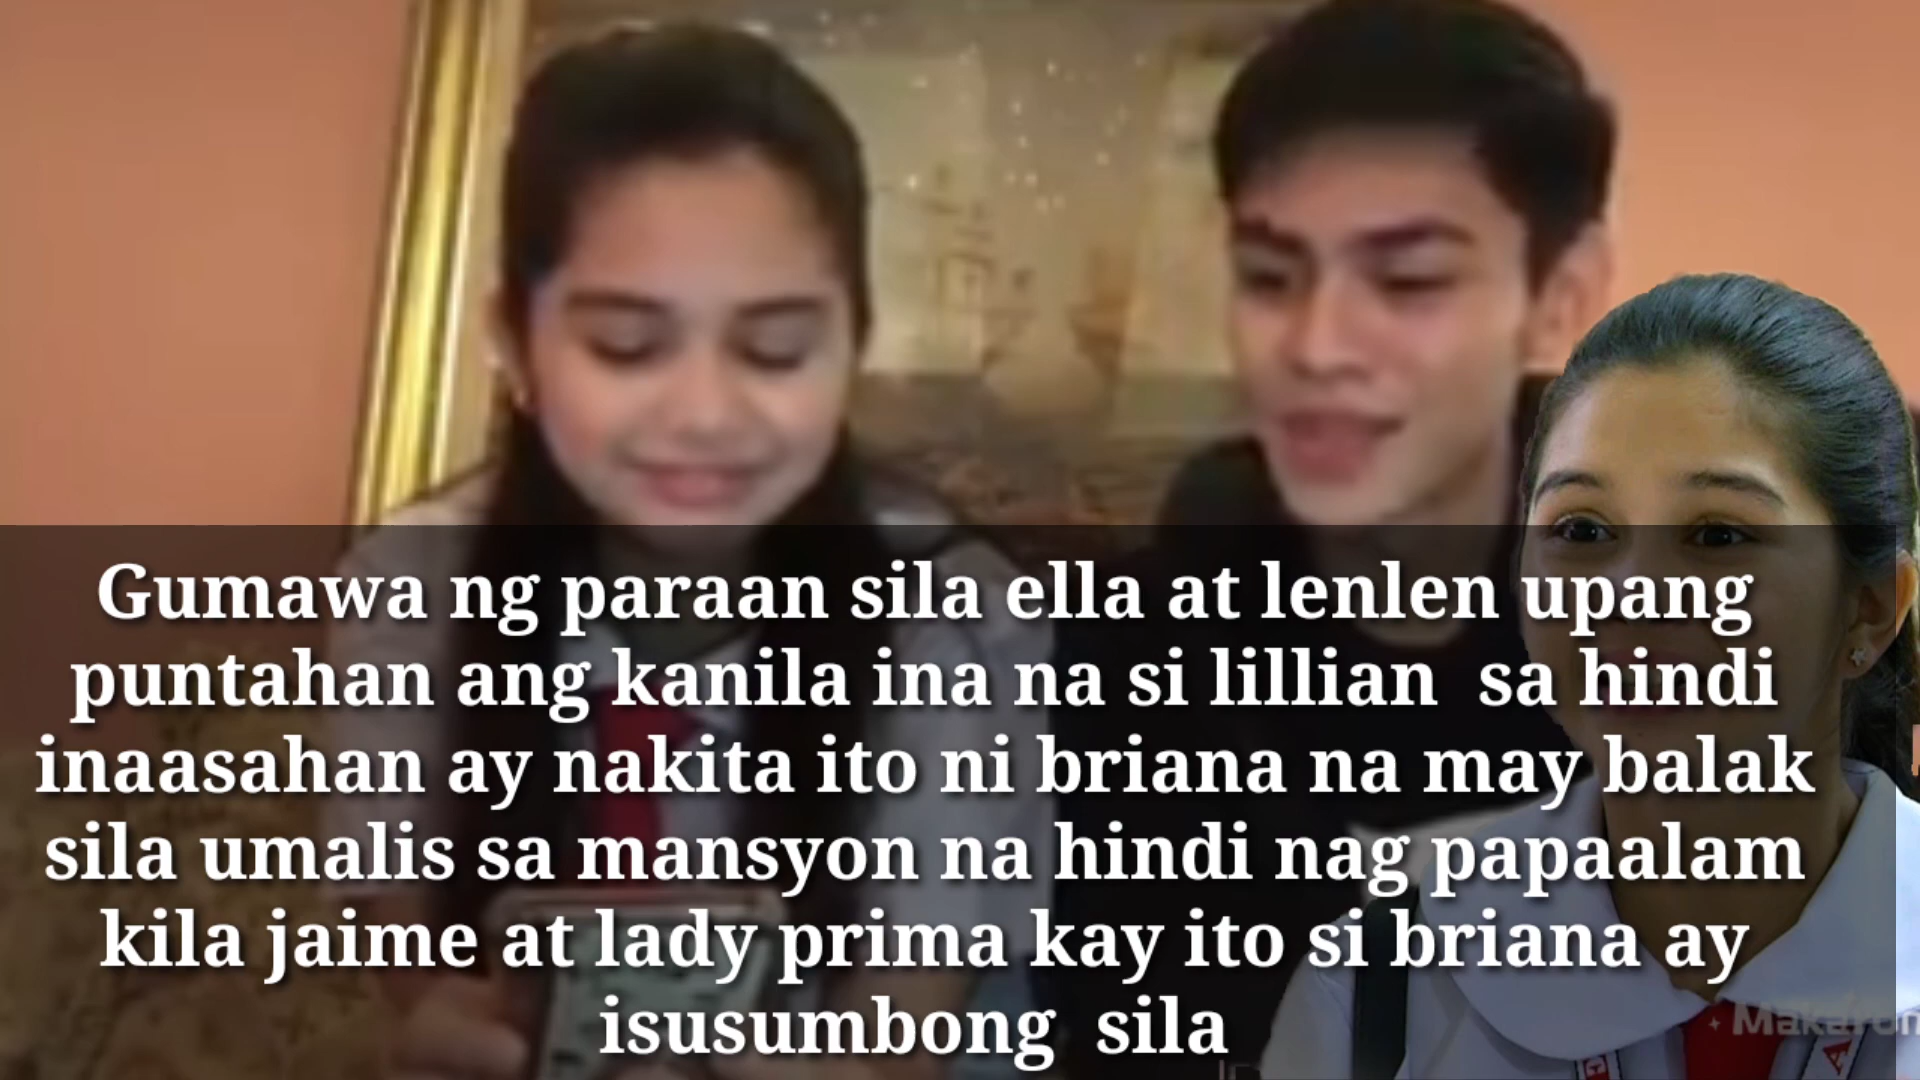 Gumawa ng paraan sila ella at lenlen upang
puntahan ang kanila ina na si lillian sa hindi
inaasahan ay nakita ito ni briana na may balak
sila umalis sa mansyon na hindi nag papaalam
kila jaime at lady prima kay ito si briana ay
isusumbong sila